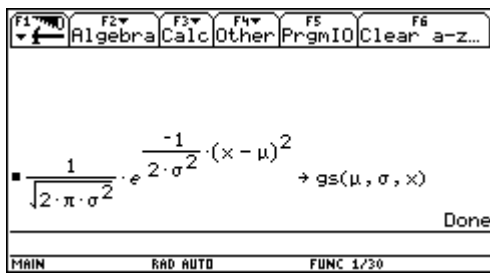 F1 F2 Algebra F3 Calc F4 Other F5 PrgmIO F6 Clear a-z…
▪ 1/√(2·π·σ²) · e^(-1/(2·σ²)·(x - μ)²) → gs(μ,σ,x)
Done
MAIN RAD AUTO FUNC 1/30